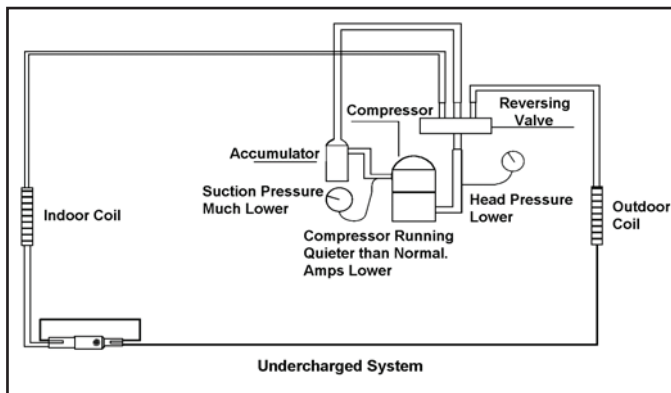 Compressor
Reversing
Valve
Accumulator
Suction Pressure
Much Lower
Head Pressure
Lower
Indoor Coil
Outdoor
Coil
Compressor Running
Quieter than Normal.
Amps Lower
Undercharged System